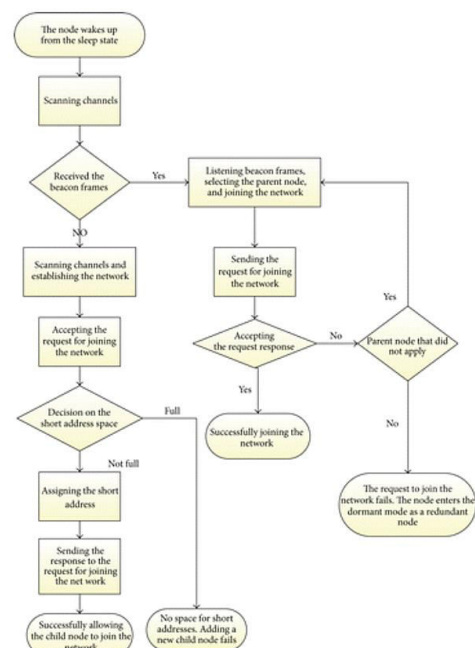 The node wakes up
from the sleep state
Scanning channels
Received the
beacon frames
Yes
Listening beacon frames,
selecting the parent node,
and joining the network
NO
Scanning channels and
establishing the network
Sending the
request for joining
the network
Yes
Accepting the
request for joining
the network
Accepting
the request response
No
Parent node that did
not apply
Yes
Decision on the
short address space
Full
Successfully joining the
network
No
Not full
Assigning the short
address
The request to join the
network fails. The node enters the
dormant mode as a redundant
node
Sending the
response to the
request for joining
the net work
Successfully allowing
the child node to join the
network
No space for short
addresses. Adding a
new child node fails